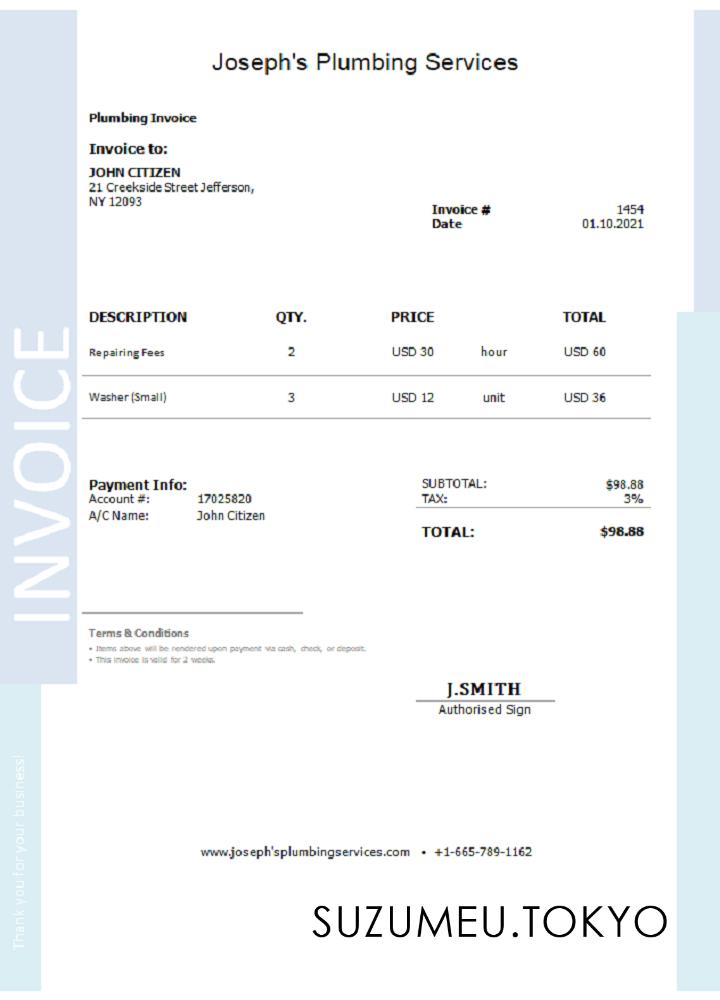 Joseph's Plumbing Services
Plumbing Invoice
Invoice to:
JOHN CITIZEN
21 Creekside Street Jefferson,
NY 12093
Invoice # 1454
Date 01.10.2021
INVOICE
DESCRIPTION QTY. PRICE TOTAL
Repairing Fees 2 USD 30 hour USD 60
Washer (Small) 3 USD 12 unit USD 36
Payment Info:
Account #: 17025820
A/C Name: John Citizen
SUBTOTAL: $98.88
TAX: 3%
TOTAL: $98.88
Terms & Conditions
• Items above will be rendered upon payment via cash, check, or deposit.
• This invoice is valid for 2 weeks.
J.SMITH
Authorised Sign
Thank you for your business!
www.joseph'splumbingservices.com • +1-665-789-1162
SUZUMEU.TOKYO